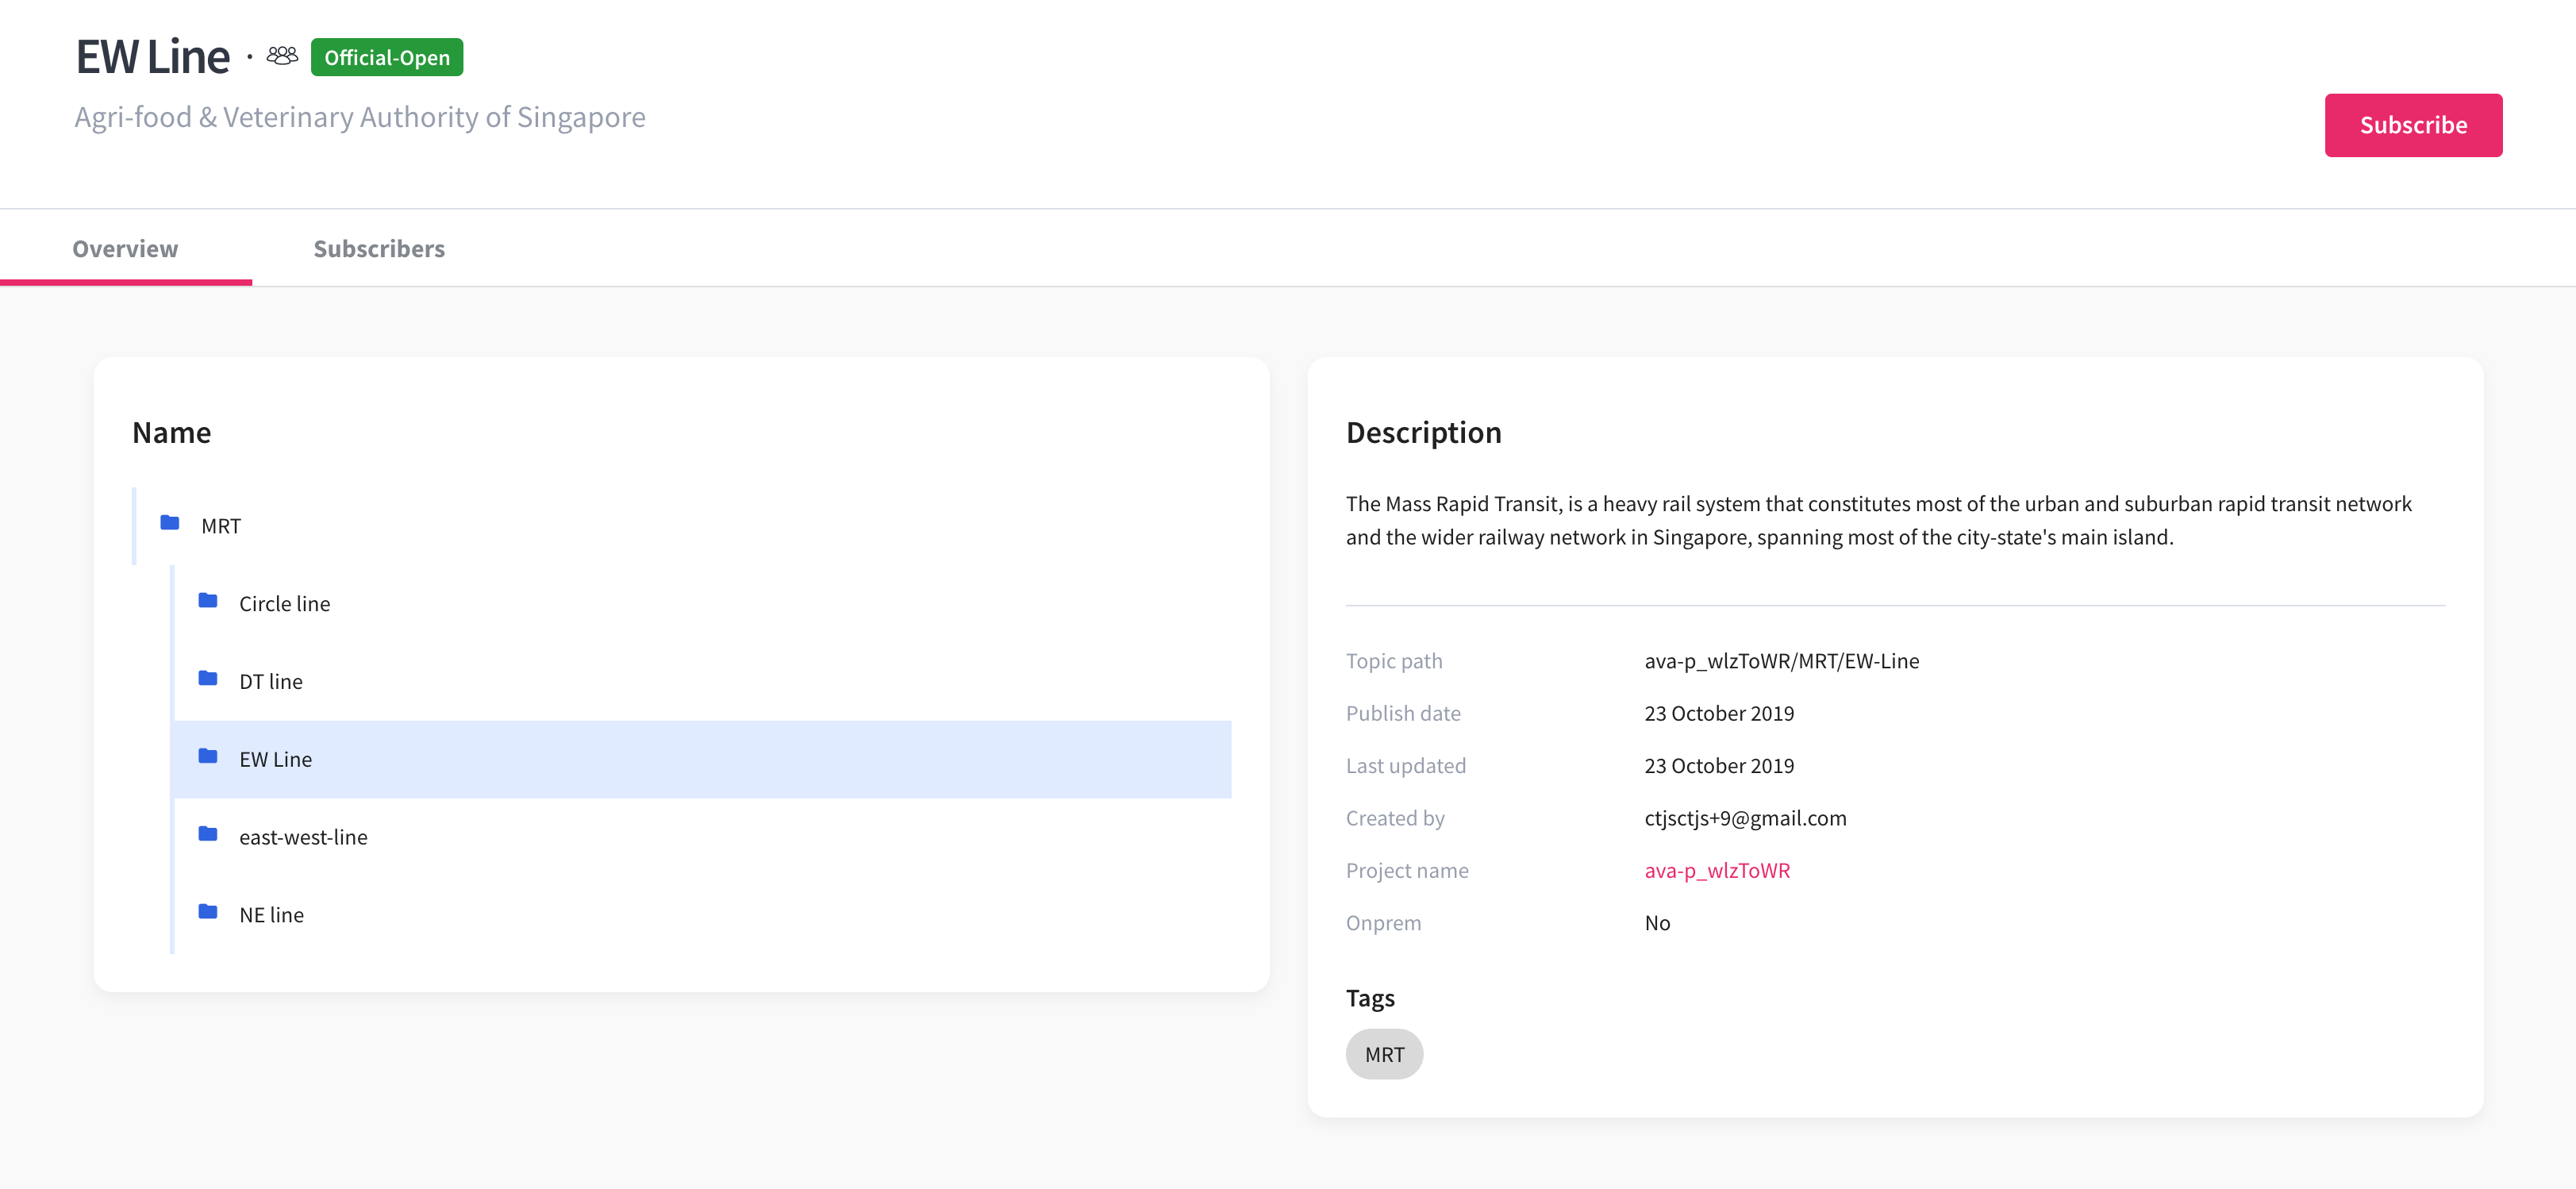 EW Line · Official-Open
Agri-food & Veterinary Authority of Singapore
Subscribe
Overview Subscribers
Name
MRT
Circle line
DT line
EW Line
east-west-line
NE line
Description
The Mass Rapid Transit, is a heavy rail system that constitutes most of the urban and suburban rapid transit network
and the wider railway network in Singapore, spanning most of the city-state's main island.
Topic path ava-p_wlzToWR/MRT/EW-Line
Publish date 23 October 2019
Last updated 23 October 2019
Created by ctjsctjs+9@gmail.com
Project name ava-p_wlzToWR
Onprem No
Tags
MRT